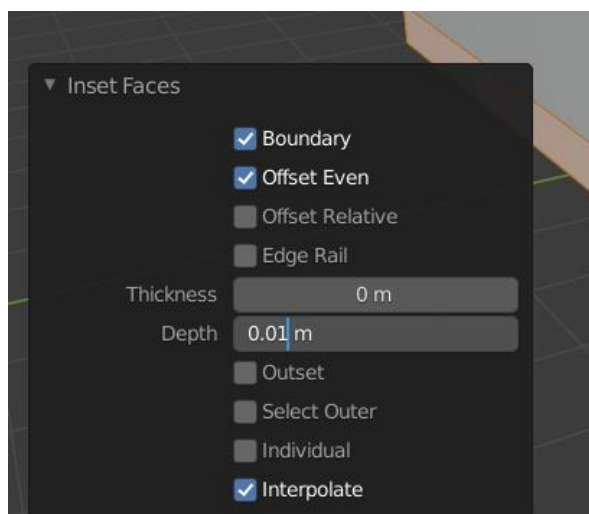 Inset Faces
Boundary
Offset Even
Offset Relative
Edge Rail
Thickness 0 m
Depth 0.01 m
Outset
Select Outer
Individual
Interpolate